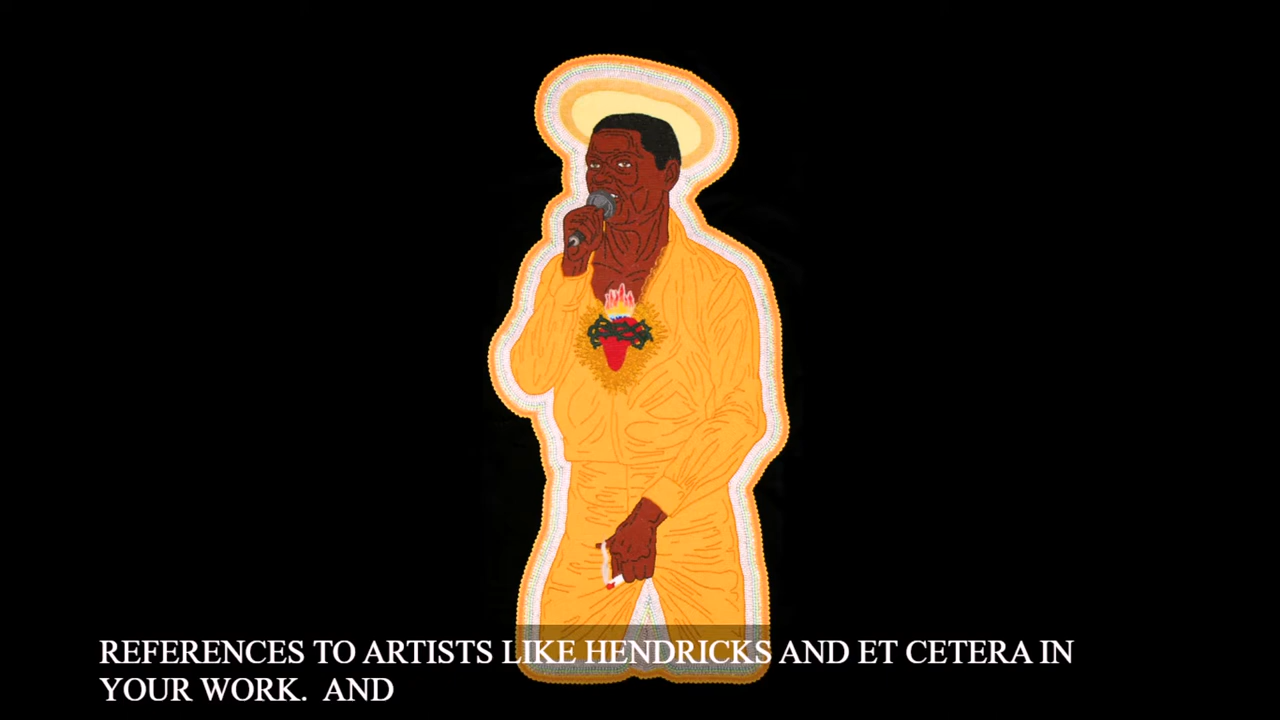 REFERENCES TO ARTISTS LIKE HENDRICKS AND ET CETERA IN
YOUR WORK.  AND